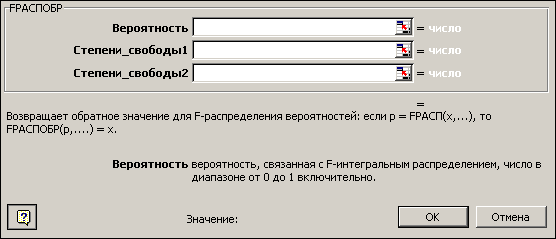 FРАСПОБР
Вероятность = число
Степени_свободы1 = число
Степени_свободы2 = число
=
Возвращает обратное значение для F-распределения вероятностей: если p = FРАСП(x,...), то
FРАСПОБР(p,....) = x.
Вероятность вероятность, связанная с F-интегральным распределением, число в
диапазоне от 0 до 1 включительно.
? Значение: OK Отмена